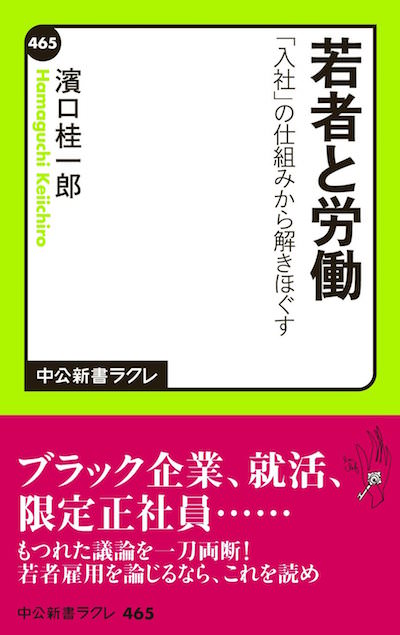 465
若者と労働
「入社」の仕組みから解きほぐす
濱口桂一郎
Hamaguchi Keiichiro
中公新書ラクレ
ブラック企業、就活、
限定正社員……
もつれた議論を一刀両断!
若者雇用を論じるなら、これを読め
中公新書ラクレ 465